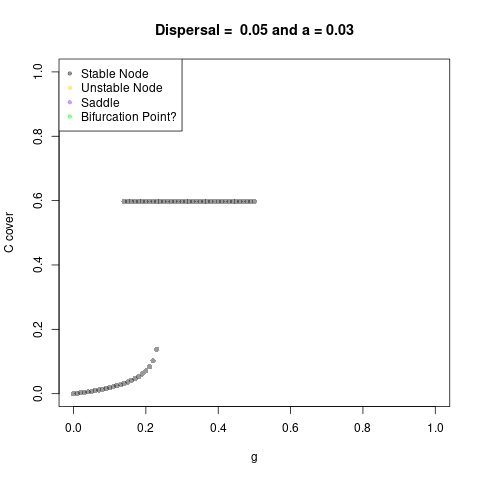 Dispersal =  0.05 and a = 0.03
Stable Node
Unstable Node
Saddle
Bifurcation Point?
C cover
1.0
0.8
0.6
0.4
0.2
0.0
0.0 0.2 0.4 0.6 0.8 1.0
g